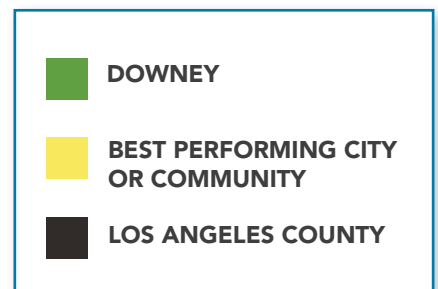 DOWNEY
BEST PERFORMING CITY
OR COMMUNITY
LOS ANGELES COUNTY